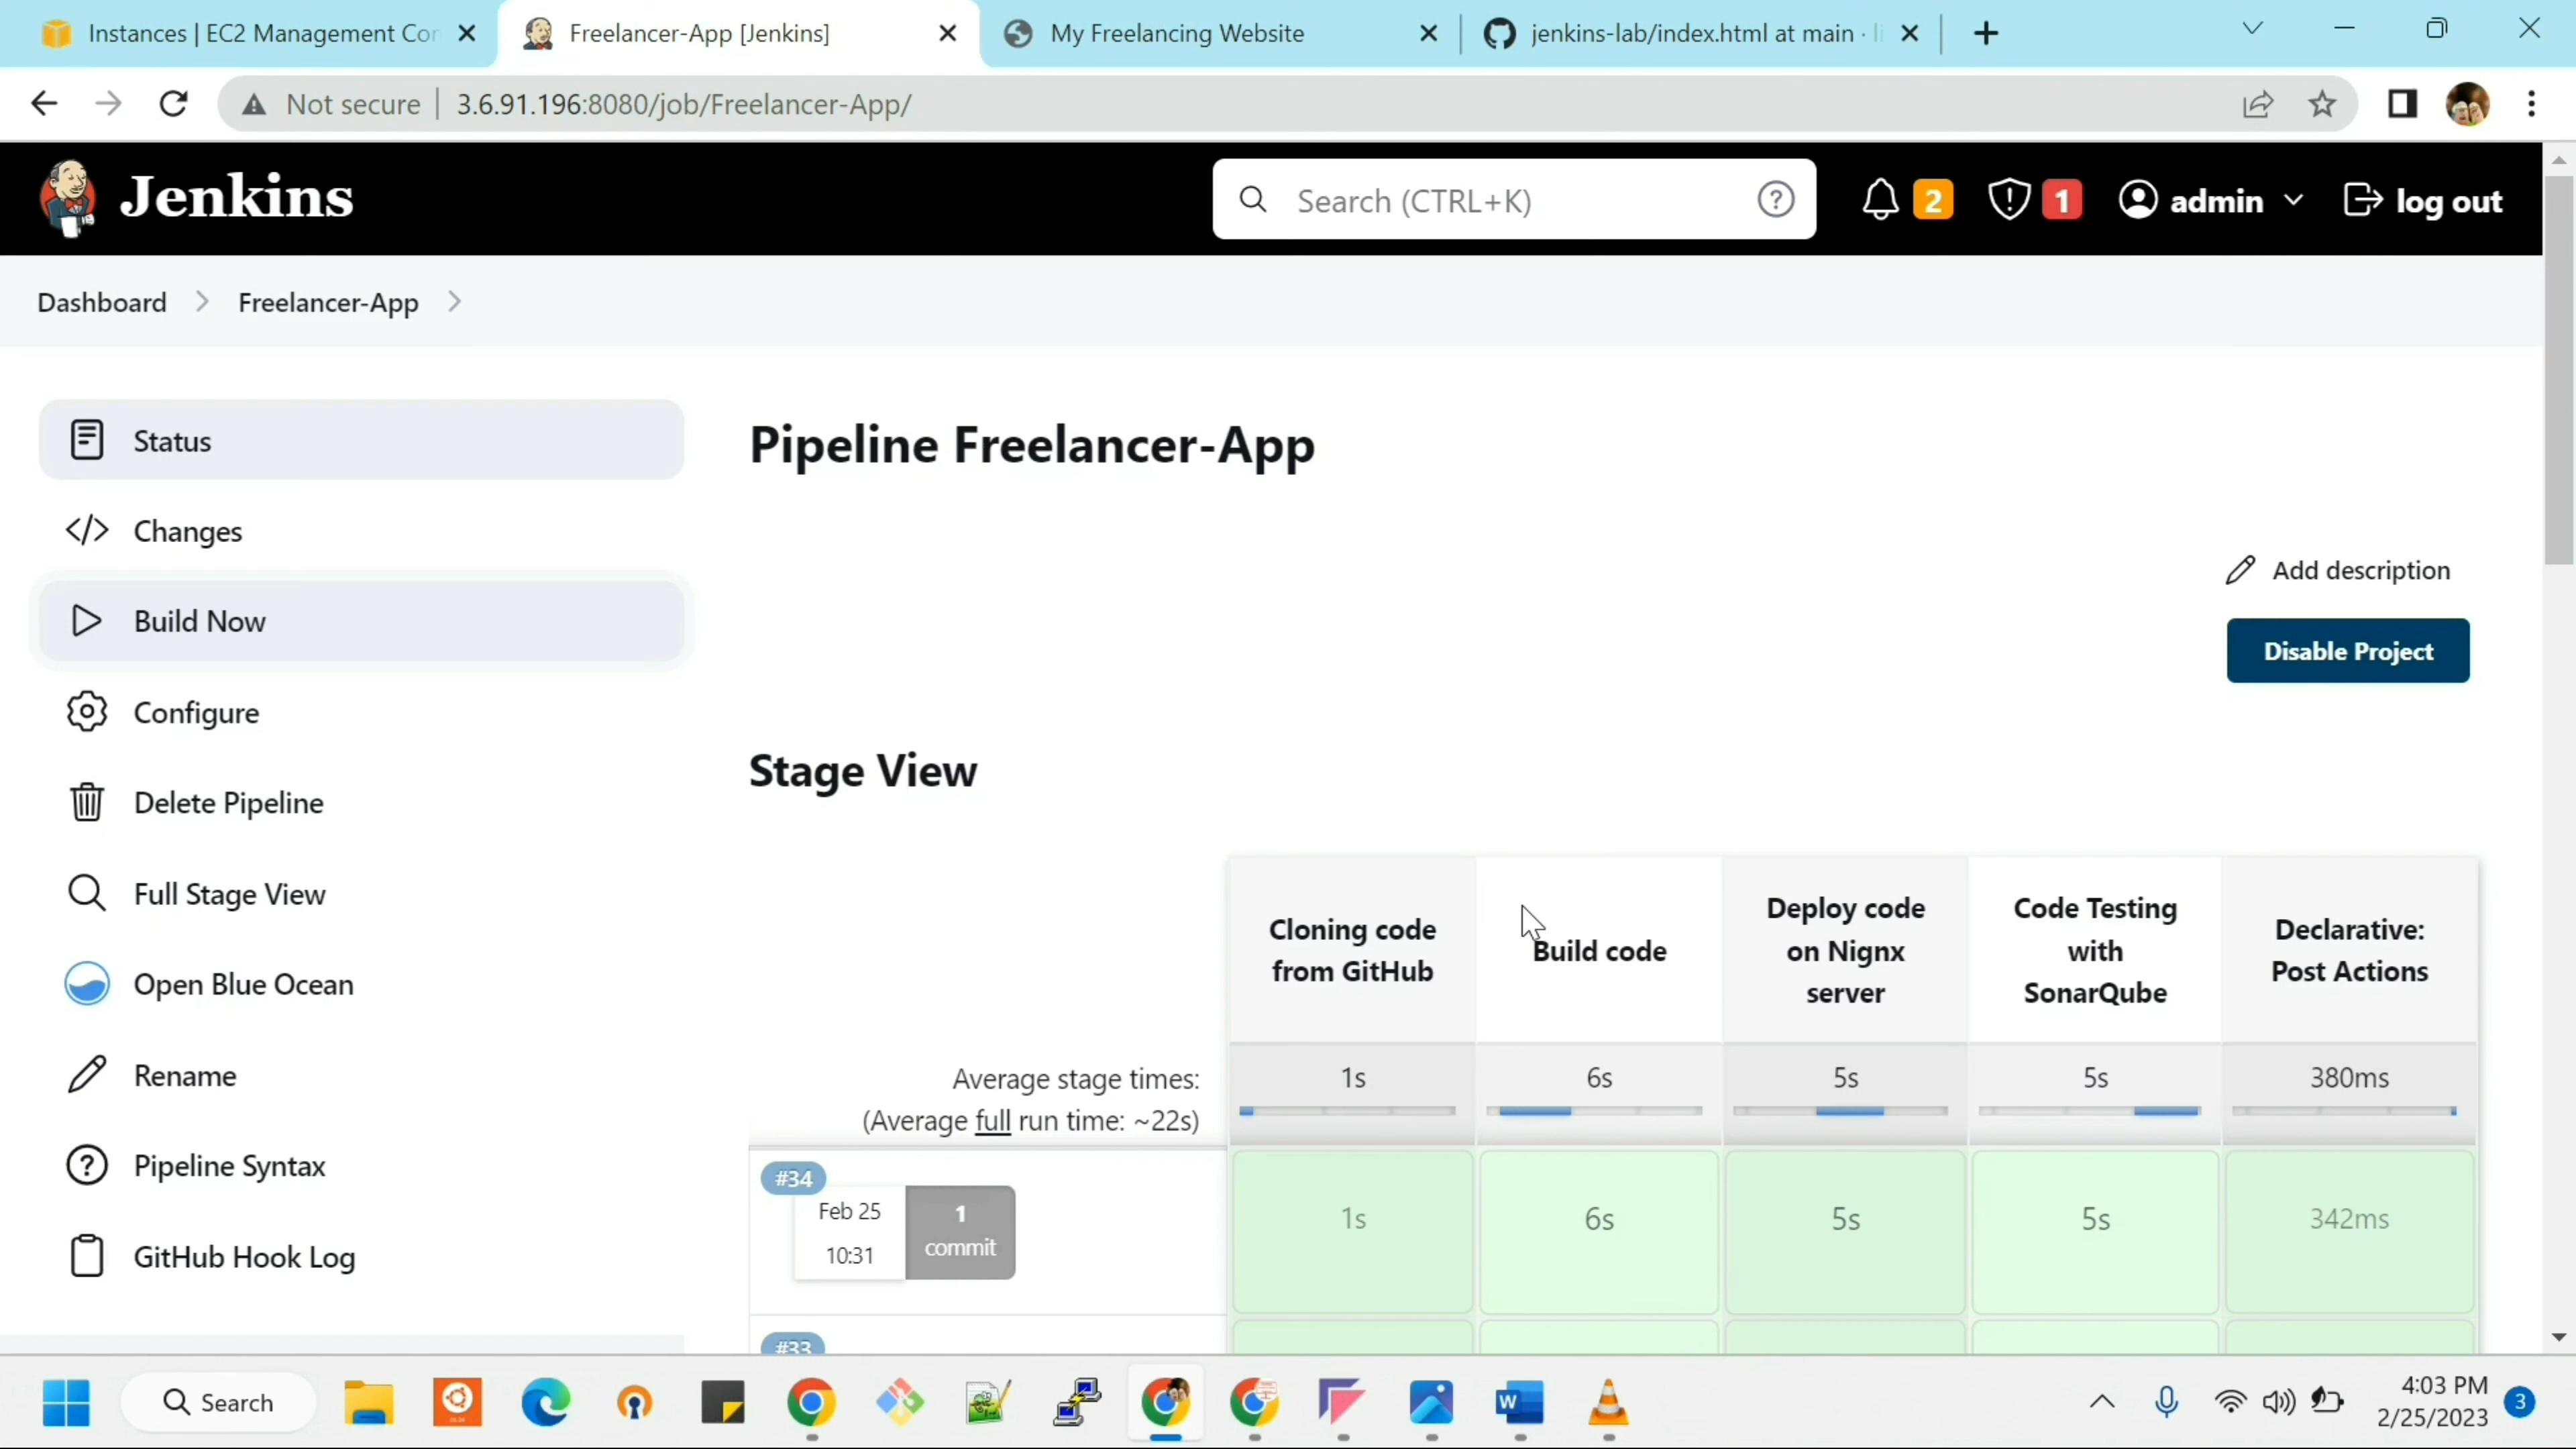 Instances | EC2 Management Cor
Freelancer-App [Jenkins]
My Freelancing Website
jenkins-lab/index.html at main · li
Not secure
3.6.91.196:8080/job/Freelancer-App/
Jenkins
Search (CTRL+K)
2
1
admin
log out
Dashboard
Freelancer-App
Status
Changes
Build Now
Configure
Delete Pipeline
Full Stage View
Open Blue Ocean
Rename
Pipeline Syntax
GitHub Hook Log
Pipeline Freelancer-App
Add description
Disable Project
Stage View
Cloning code
from GitHub
Build code
Deploy code
on Nignx
server
Code Testing
with
SonarQube
Declarative:
Post Actions
Average stage times:
(Average full run time: ~22s)
1s
6s
5s
5s
380ms
#34
Feb 25
10:31
1
commit
1s
6s
5s
5s
342ms
#33
Search
4:03 PM
2/25/2023
3